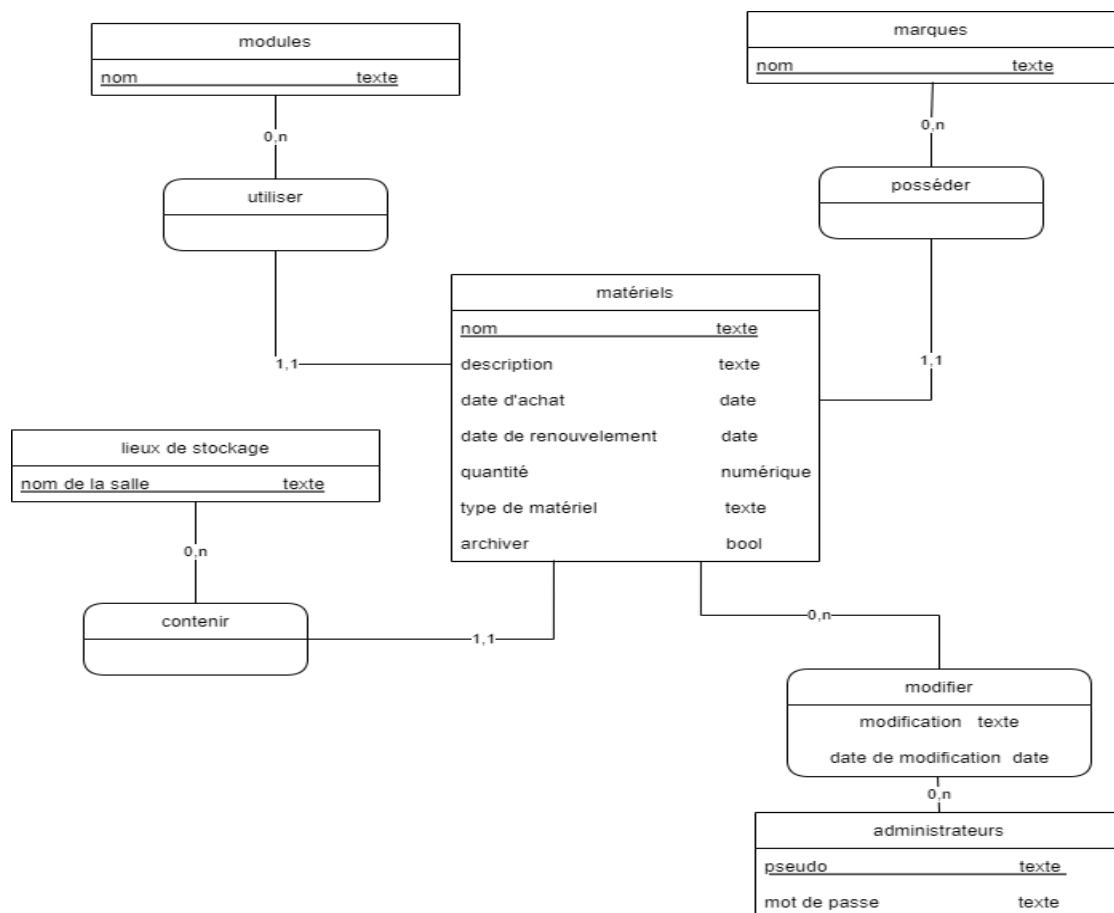 modules
nom texte
0,n
utiliser
1,1
marques
nom texte
0,n
posséder
1,1
matériels
nom texte
description texte
date d'achat date
date de renouvelement date
quantité numérique
type de matériel texte
archiver bool
lieux de stockage
nom de la salle texte
0,n
contenir
1,1
0,n
modifier
modification texte
date de modification date
0,n
administrateurs
pseudo texte
mot de passe texte